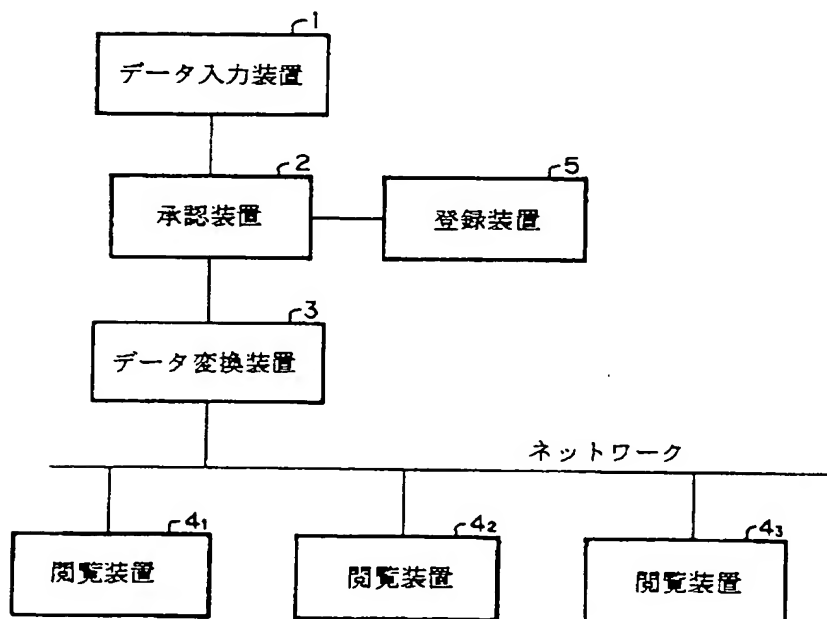 1
データ入力装置
2
承認装置
5
登録装置
3
データ変換装置
ネットワーク
4₁
閲覧装置
4₂
閲覧装置
4₃
閲覧装置